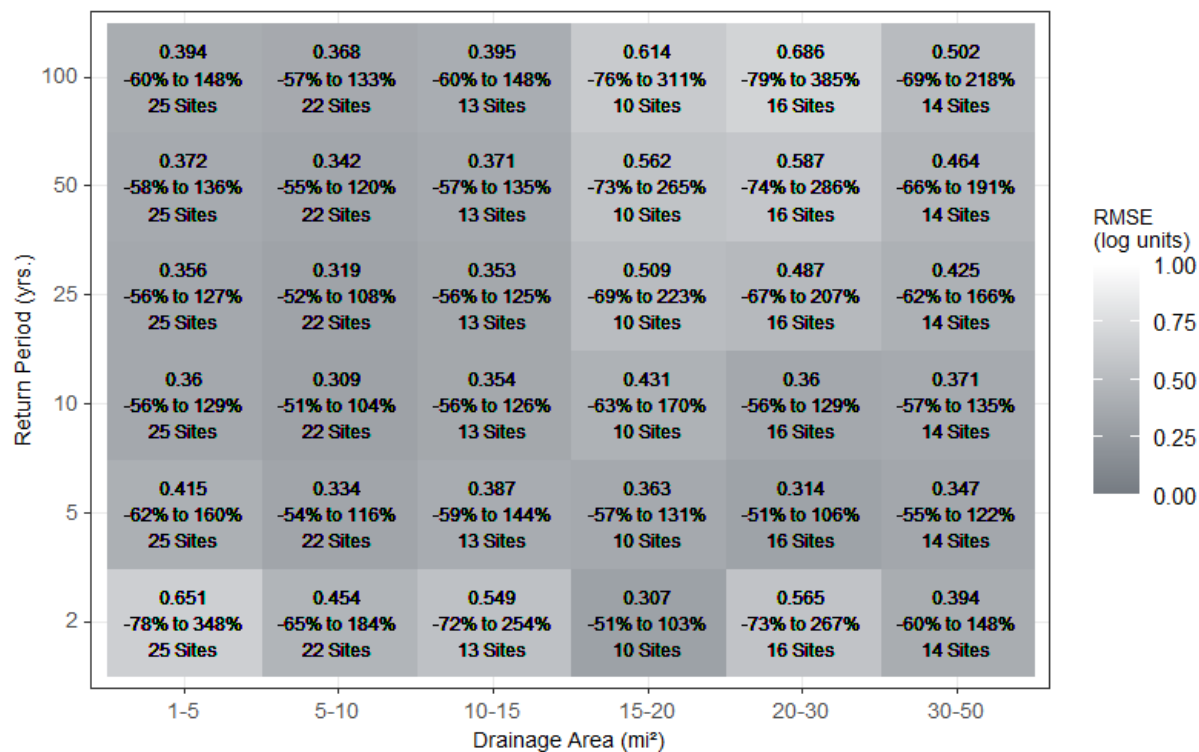 100
0.394 0.368 0.395 0.614 0.686 0.502
-60% to 148% -57% to 133% -60% to 148% -76% to 311% -79% to 385% -69% to 218%
25 Sites 22 Sites 13 Sites 10 Sites 16 Sites 14 Sites
50
0.372 0.342 0.371 0.562 0.587 0.464
-58% to 136% -55% to 120% -57% to 135% -73% to 265% -74% to 286% -66% to 191%
25 Sites 22 Sites 13 Sites 10 Sites 16 Sites 14 Sites
25
0.356 0.319 0.353 0.509 0.487 0.425
-56% to 127% -52% to 108% -56% to 125% -69% to 223% -67% to 207% -62% to 166%
25 Sites 22 Sites 13 Sites 10 Sites 16 Sites 14 Sites
10
0.36 0.309 0.354 0.431 0.36 0.371
-56% to 129% -51% to 104% -56% to 126% -63% to 170% -56% to 129% -57% to 135%
25 Sites 22 Sites 13 Sites 10 Sites 16 Sites 14 Sites
5
0.415 0.334 0.387 0.363 0.314 0.347
-62% to 160% -54% to 116% -59% to 144% -57% to 131% -51% to 106% -55% to 122%
25 Sites 22 Sites 13 Sites 10 Sites 16 Sites 14 Sites
2
0.651 0.454 0.549 0.307 0.565 0.394
-78% to 348% -65% to 184% -72% to 254% -51% to 103% -73% to 267% -60% to 148%
25 Sites 22 Sites 13 Sites 10 Sites 16 Sites 14 Sites
1-5 5-10 10-15 15-20 20-30 30-50
Drainage Area (mi²)
Return Period (yrs.)
RMSE
(log units)
1.00
0.75
0.50
0.25
0.00